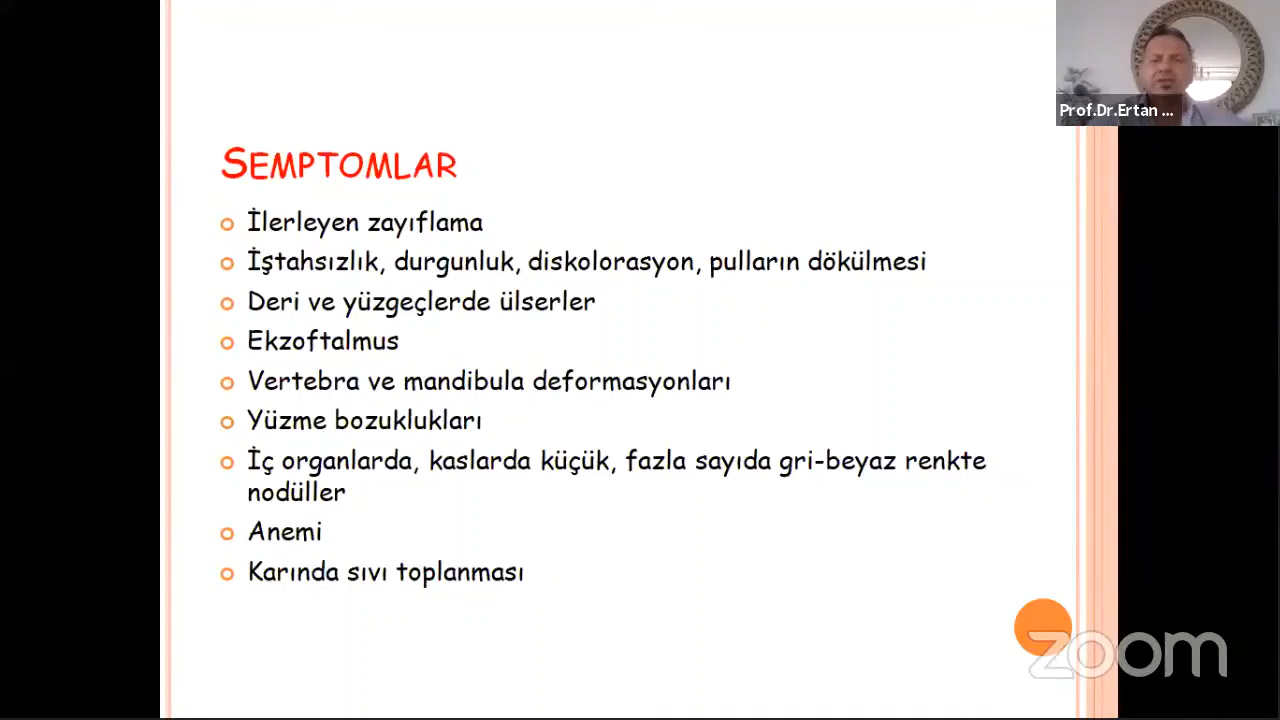 Prof.Dr.Ertan ...
SEMPTOMLAR
İlerleyen zayıflama
İştahsızlık, durgunluk, diskolorasyon, pulların dökülmesi
Deri ve yüzgeçlerde ülserler
Ekzoftalmus
Vertebra ve mandibula deformasyonları
Yüzme bozuklukları
İç organlarda, kaslarda küçük, fazla sayıda gri-beyaz renkte
nodüller
Anemi
Karında sıvı toplanması
zoom